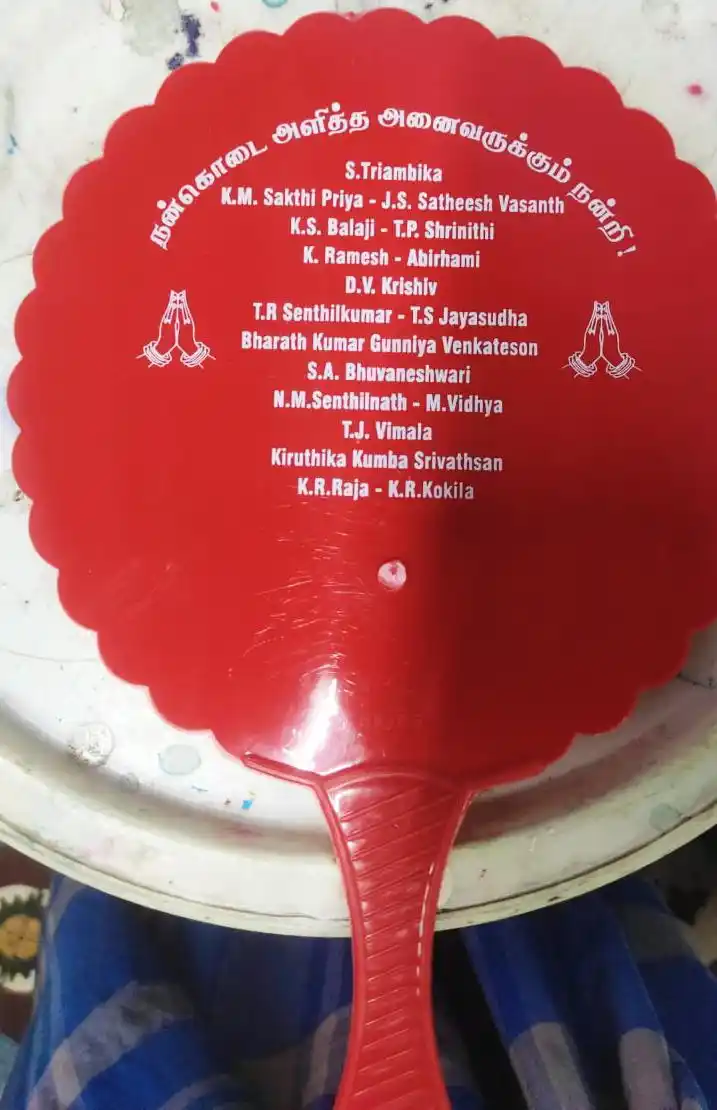 நன்கொடை அளித்த அனைவருக்கும் நன்றி!
S.Triambika
K.M. Sakthi Priya - J.S. Satheesh Vasanth
K.S. Balaji - T.P. Shrinithi
K. Ramesh - Abirhami
D.V. Krishiv
T.R Senthilkumar - T.S Jayasudha
Bharath Kumar Gunniya Venkateson
S.A. Bhuvaneshwari
N.M.Senthilnath - M.Vidhya
T.J. Vimala
Kiruthika Kumba Srivathsan
K.R.Raja - K.R.Kokila